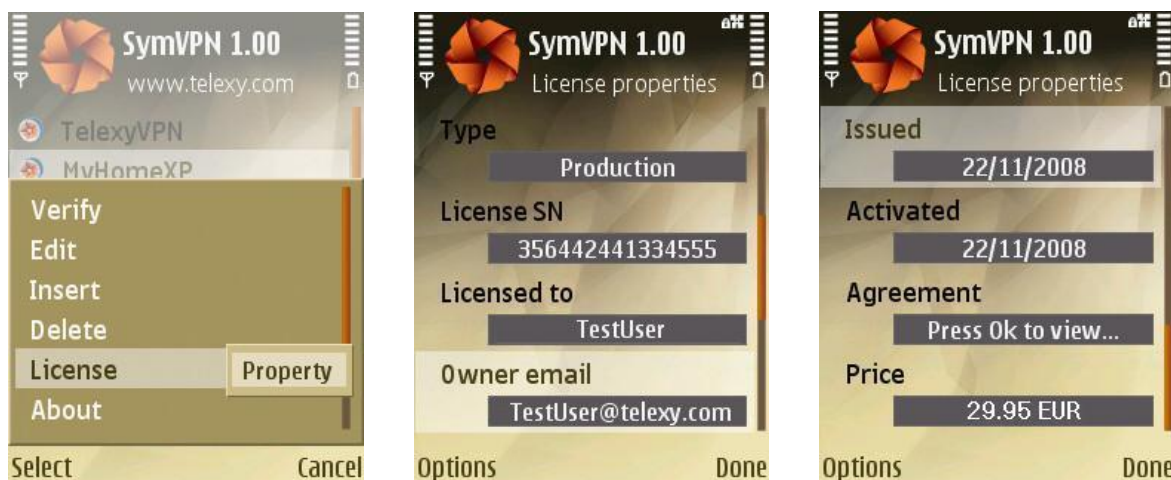 SymVPN 1.00
www.telexy.com
TelexyVPN
MyHomeXP
Verify
Edit
Insert
Delete
License
Property
About
Select Cancel
SymVPN 1.00
License properties
Type
Production
License SN
356442441334555
Licensed to
TestUser
Owner email
TestUser@telexy.com
Options Done
SymVPN 1.00
License properties
Issued
22/11/2008
Activated
22/11/2008
Agreement
Press Ok to view...
Price
29.95 EUR
Options Done